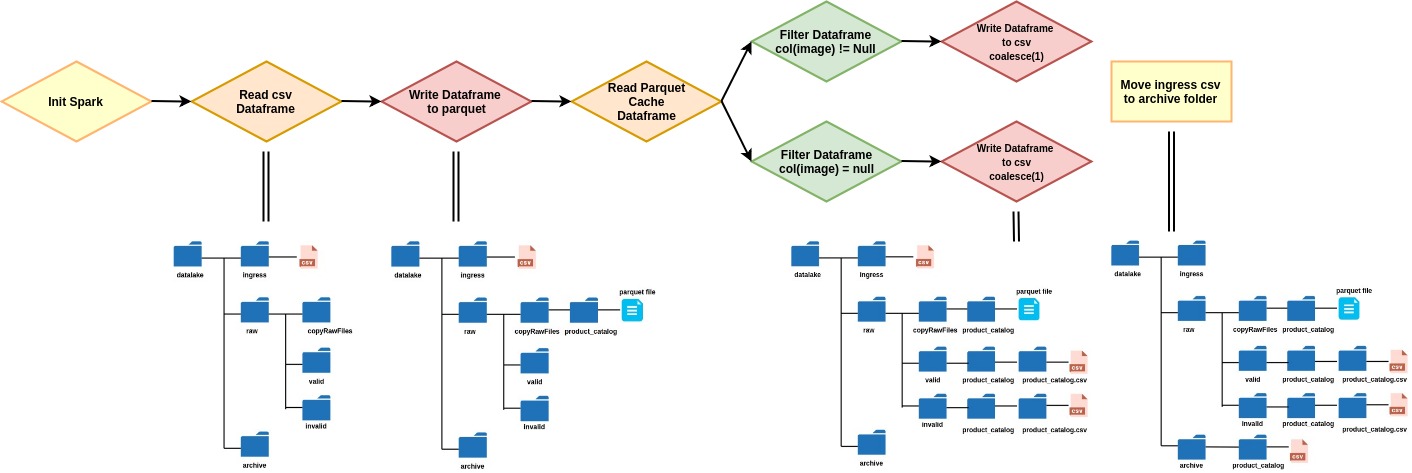 Init Spark
Read csv
Dataframe
Write Dataframe
to parquet
Read Parquet
Cache
Dataframe
Filter Dataframe
col(image) != Null
Write Dataframe
to csv
coalesce(1)
Filter Dataframe
col(image) = null
Write Dataframe
to csv
coalesce(1)
Move ingress csv
to archive folder
datalake
ingress
csv
raw
copyRawFiles
valid
invalid
archive
datalake
ingress
csv
parquet file
raw
copyRawFiles
product_catalog
valid
invalid
archive
datalake
ingress
csv
parquet file
raw
copyRawFiles
product_catalog
csv
valid
product_catalog
product_catalog.csv
csv
invalid
product_catalog
product_catalog.csv
archive
datalake
ingress
parquet file
raw
copyRawFiles
product_catalog
csv
valid
product_catalog
product_catalog.csv
csv
invalid
product_catalog
product_catalog.csv
csv
archive
product_catalog